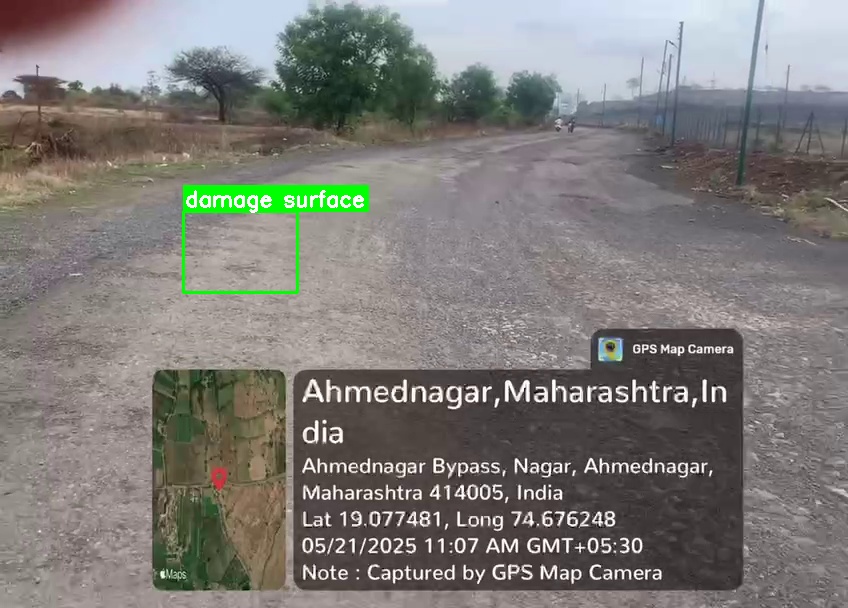 damage surface
GPS Map Camera
Ahmednagar,Maharashtra,In
dia
Ahmednagar Bypass, Nagar, Ahmednagar,
Maharashtra 414005, India
Lat 19.077481, Long 74.676248
05/21/2025 11:07 AM GMT+05:30
Note : Captured by GPS Map Camera
Maps